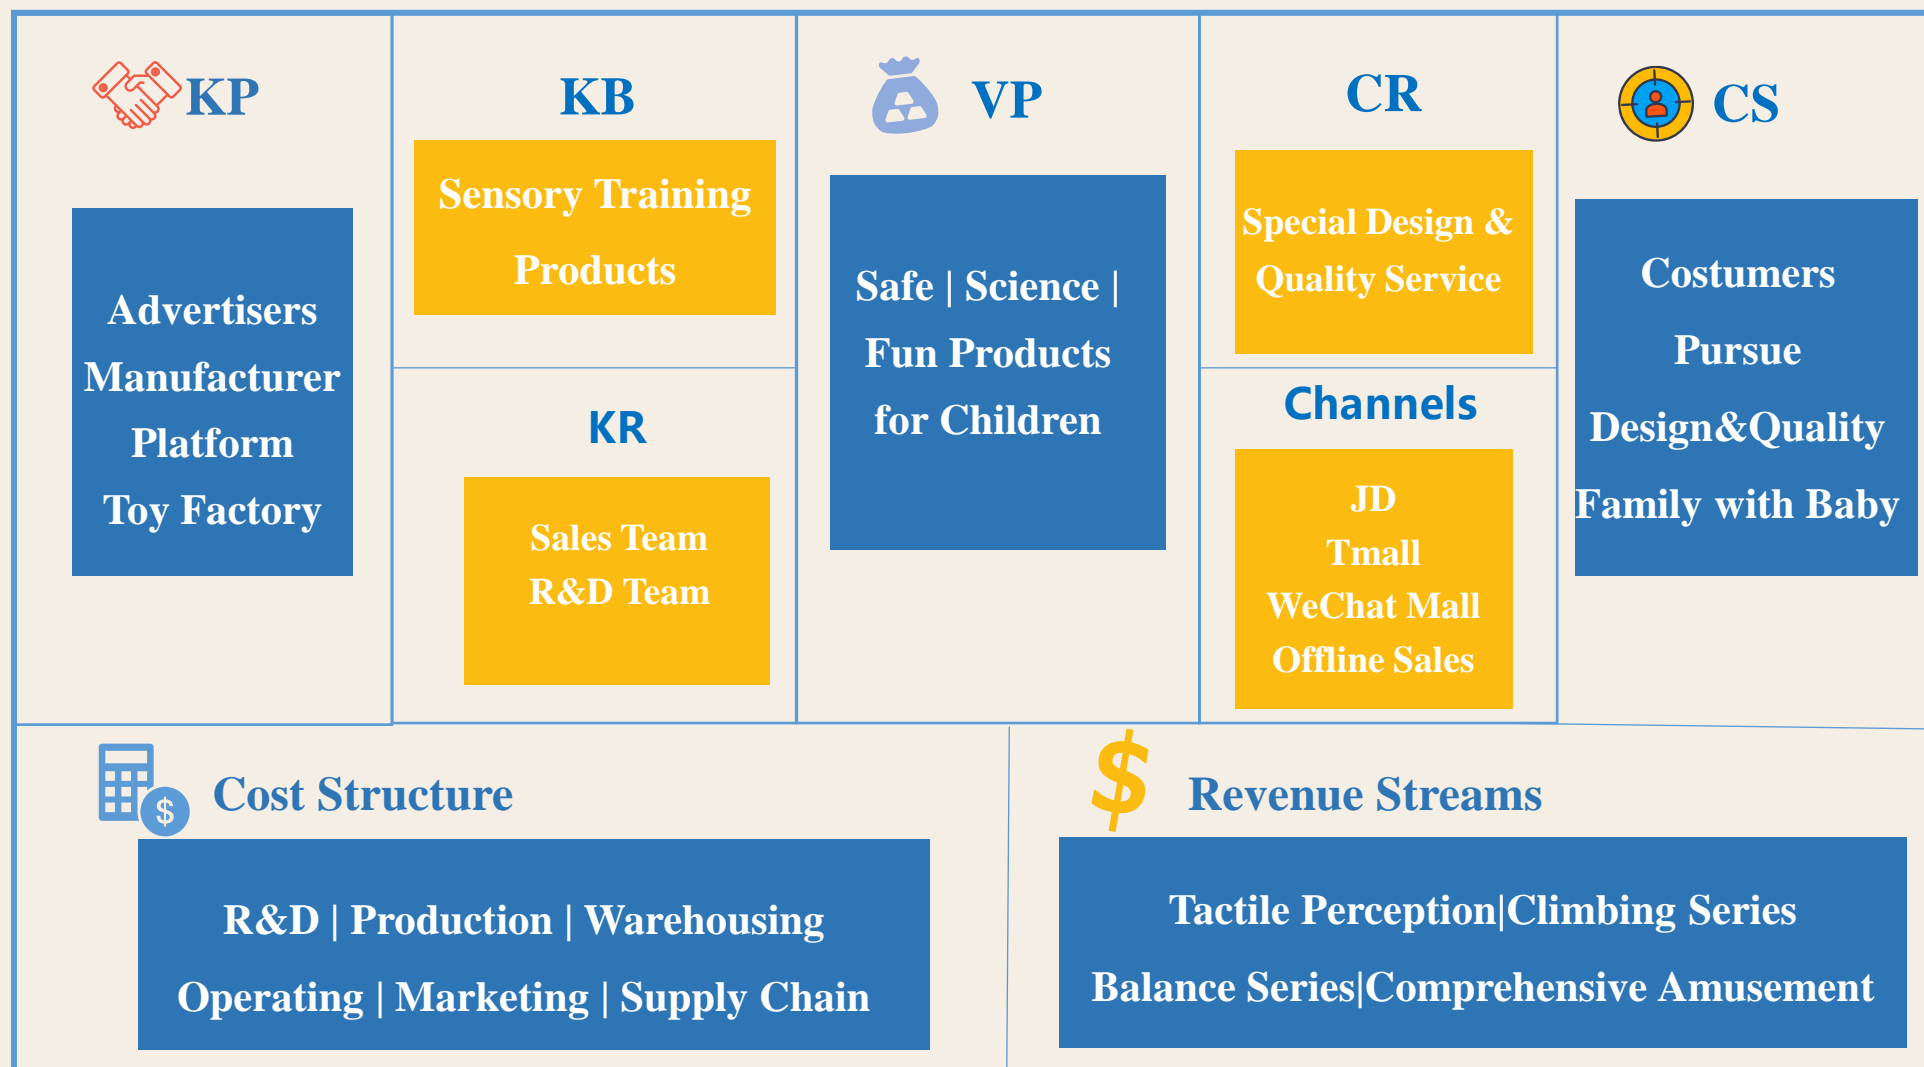 KP
Advertisers
Manufacturer
Platform
Toy Factory
KB
Sensory Training
Products
KR
Sales Team
R&D Team
VP
Safe | Science |
Fun Products
for Children
CR
Special Design &
Quality Service
Channels
JD
Tmall
WeChat Mall
Offline Sales
CS
Costumers
Pursue
Design&Quality
Family with Baby
$
Cost Structure
R&D | Production | Warehousing
Operating | Marketing | Supply Chain
$
Revenue Streams
Tactile Perception|Climbing Series
Balance Series|Comprehensive Amusement